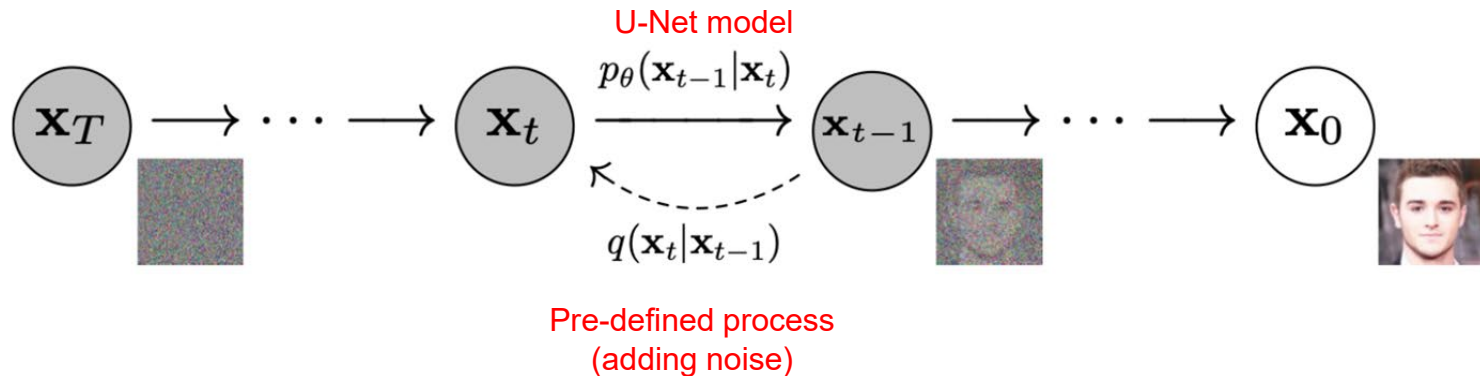 U-Net model
p_θ(x_{t−1}|x_t)
x_T ⋯ x_t x_{t−1} ⋯ x_0
q(x_t|x_{t−1})
Pre-defined process
(adding noise)